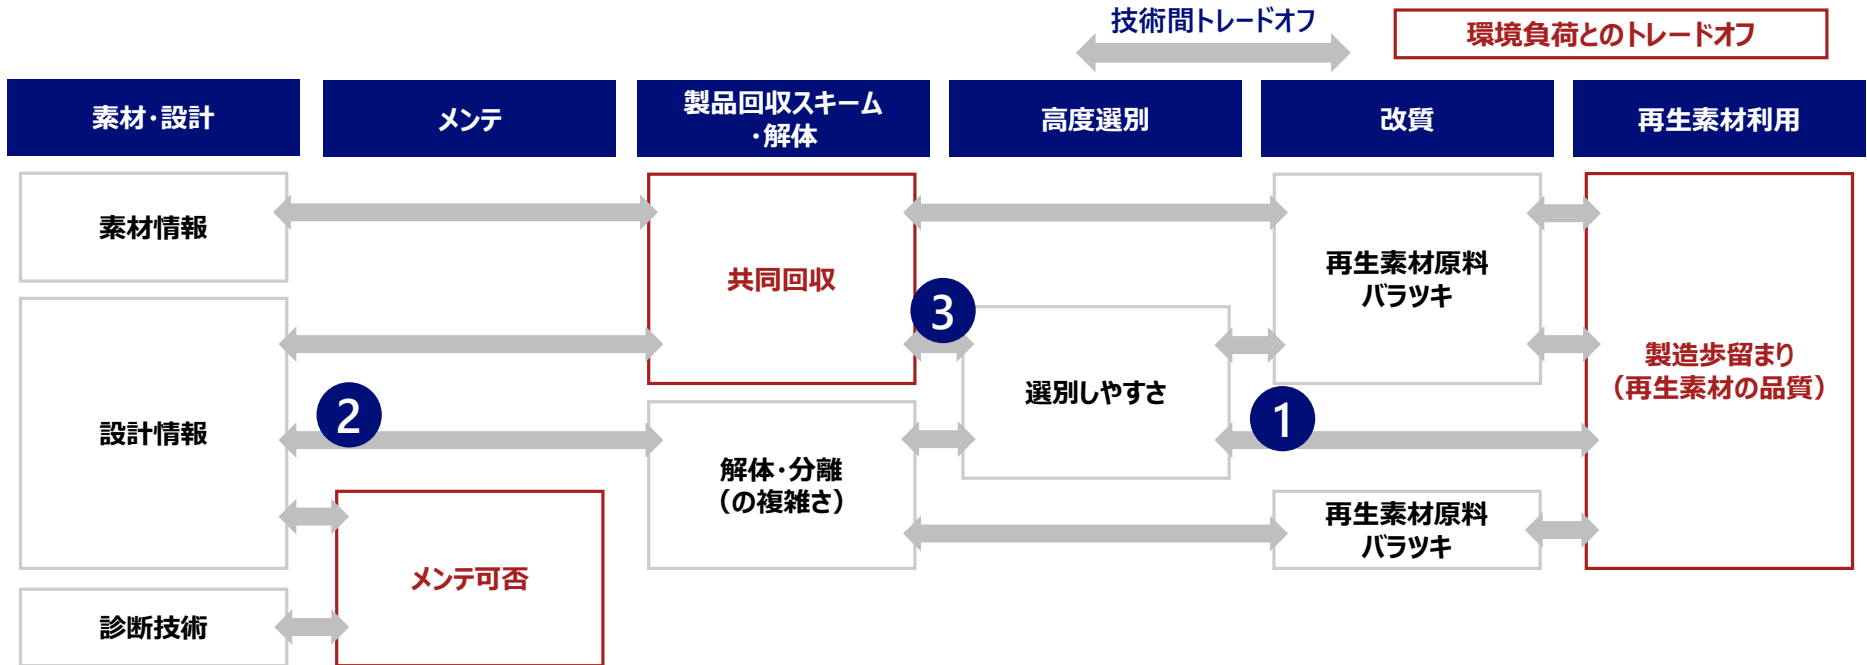 技術間トレードオフ
環境負荷とのトレードオフ
素材・設計
メンテ
製品回収スキーム
・解体
高度選別
改質
再生素材利用
素材情報
共同回収
再生素材原料
バラツキ
3
製造歩留まり
（再生素材の品質）
選別しやすさ
2
1
設計情報
解体・分離
（の複雑さ）
再生素材原料
バラツキ
メンテ可否
診断技術